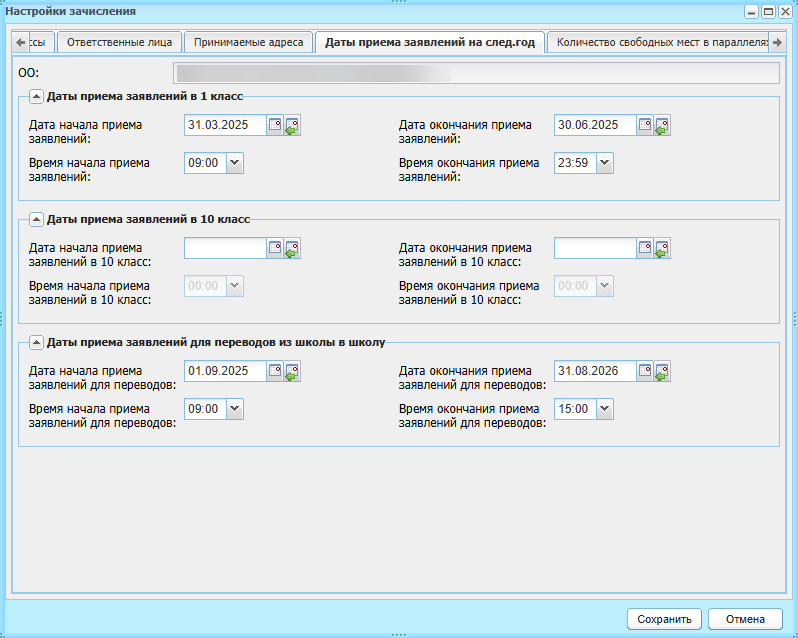 Настройки зачисления
ссы Ответственные лица Принимаемые адреса Даты приема заявлений на след.год Количество свободных мест в параллелях
ОО:
Даты приема заявлений в 1 класс
Дата начала приема заявлений: 31.03.2025 Дата окончания приема заявлений: 30.06.2025
Время начала приема заявлений: 09:00 Время окончания приема заявлений: 23:59
Даты приема заявлений в 10 класс
Дата начала приема заявлений в 10 класс: Дата окончания приема заявлений в 10 класс:
Время начала приема заявлений в 10 класс: 00:00 Время окончания приема заявлений в 10 класс: 00:00
Даты приема заявлений для переводов из школы в школу
Дата начала приема заявлений для переводов: 01.09.2025 Дата окончания приема заявлений для переводов: 31.08.2026
Время начала приема заявлений для переводов: 09:00 Время окончания приема заявлений для переводов: 15:00
Сохранить Отмена